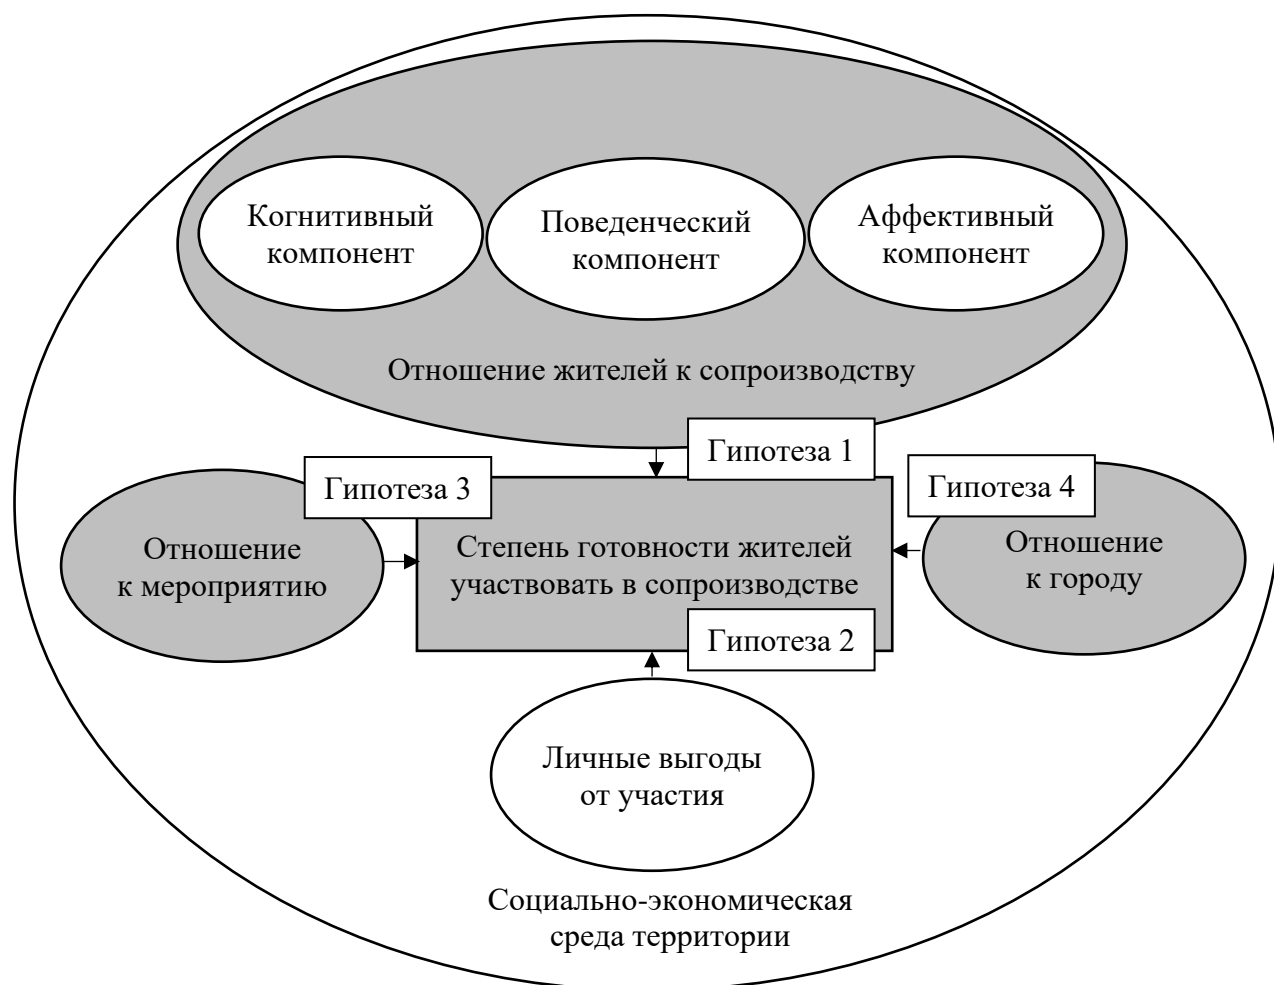 Когнитивный
компонент
Поведенческий
компонент
Аффективный
компонент
Отношение жителей к сопроизводству
Гипотеза 1
Гипотеза 3
Гипотеза 4
Отношение
к мероприятию
Степень готовности жителей
участвовать в сопроизводстве
Отношение
к городу
Гипотеза 2
Личные выгоды
от участия
Социально-экономическая
среда территории